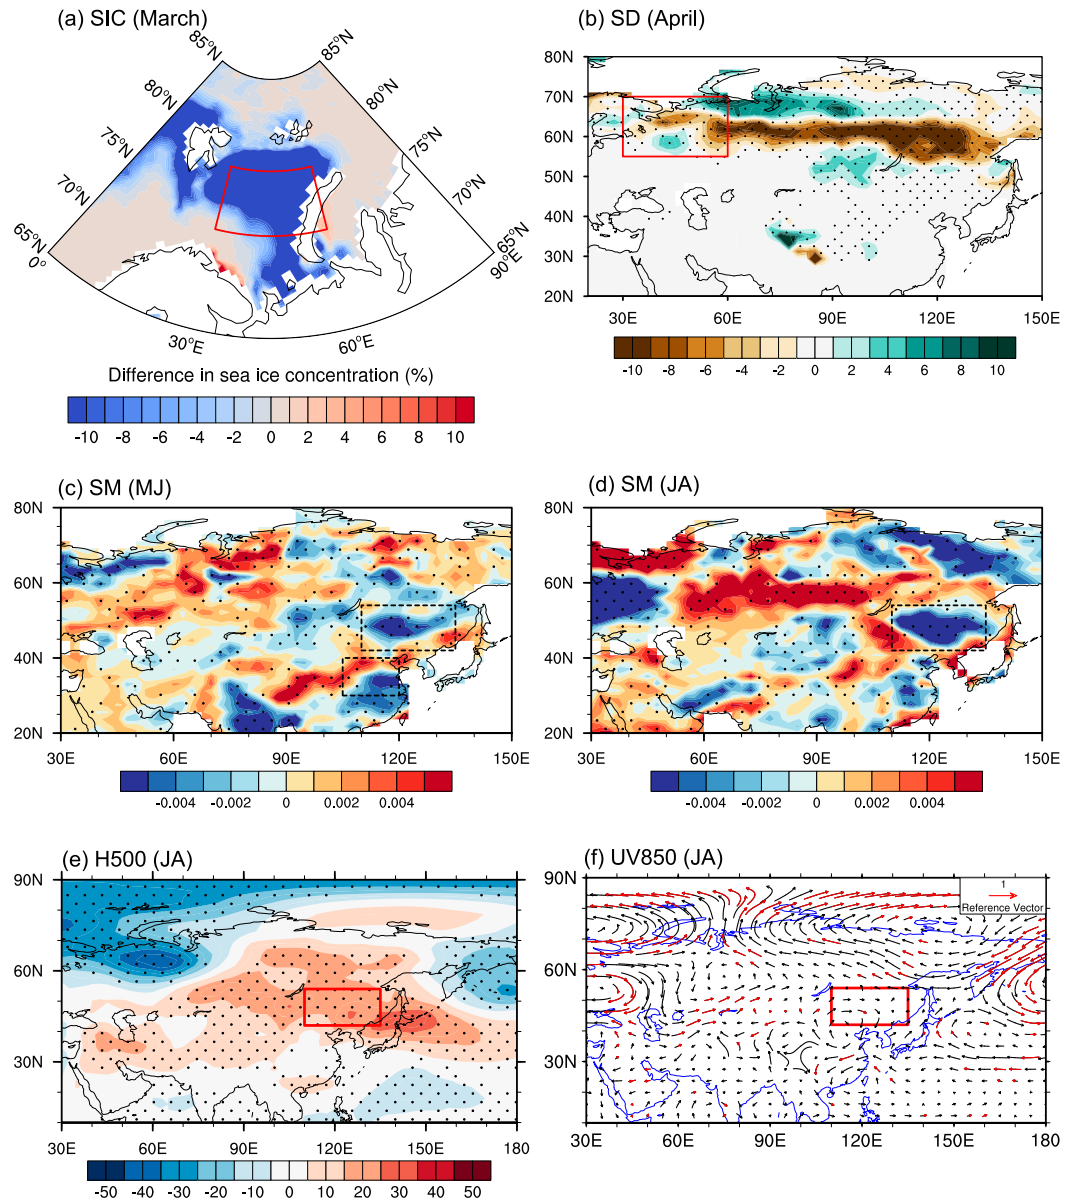 (a) SIC (March)
85°N
85°N
80°N
80°N
75°N
75°N
70°N
70°N
65°N
65°N
0°
90°E
30°E
60°E
Difference in sea ice concentration (%)
-10 -8 -6 -4 -2 0 2 4 6 8 10
(b) SD (April)
80N
70N
60N
50N
40N
30N
20N
30E 60E 90E 120E 150E
-10 -8 -6 -4 -2 0 2 4 6 8 10
(c) SM (MJ)
80N
60N
40N
20N
30E 60E 90E 120E 150E
-0.004 -0.002 0 0.002 0.004
(d) SM (JA)
80N
60N
40N
20N
30E 60E 90E 120E 150E
-0.004 -0.002 0 0.002 0.004
(e) H500 (JA)
90N
60N
30N
30E 60E 90E 120E 150E 180
-50 -40 -30 -20 -10 0 10 20 30 40 50
(f) UV850 (JA)
90N
1
Reference Vector
60N
30N
30E 60E 90E 120E 150E 180